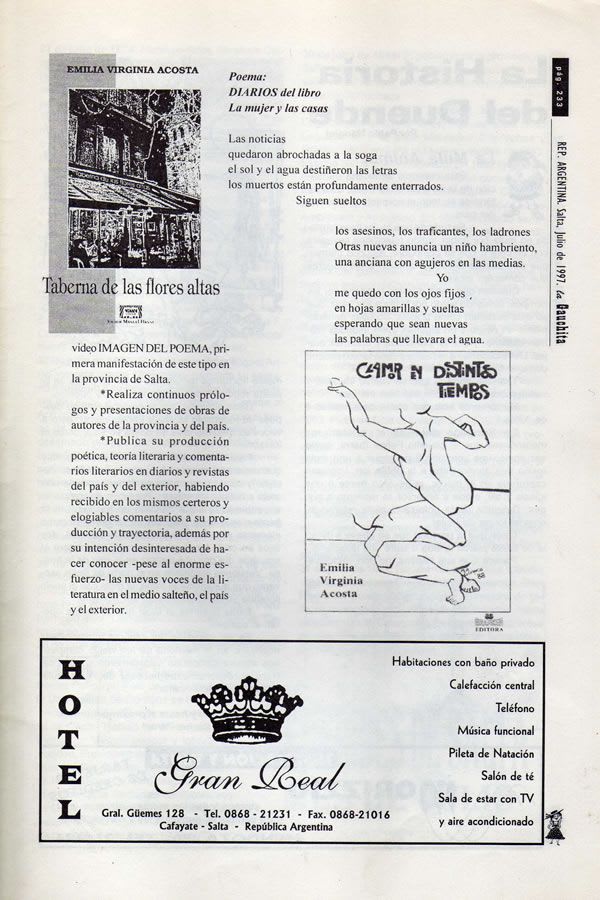 EMILIA VIRGINIA ACOSTA
Taberna de las flores altas
Poema:
DIARIOS del libro
La mujer y las casas
Las noticias
quedaron abrochadas a la soga
el sol y el agua destiñeron las letras
los muertos están profundamente enterrados.
Siguen sueltos
los asesinos, los traficantes, los ladrones
Otras nuevas anuncia un niño hambriento,
una anciana con agujeros en las medias.
Yo
me quedo con los ojos fijos ,
en hojas amarillas y sueltas
esperando que sean nuevas
las palabras que llevara el agua.
pág. 233
REP. ARGENTINA. Salta, Julio de 1997. la Gauchita
video IMAGEN DEL POEMA, pri-
mera manifestación de este tipo en
la provincia de Salta.
*Realiza continuos prólo-
gos y presentaciones de obras de
autores de la provincia y del país.
*Publica su producción
poética, teoría literaria y comenta-
rios literarios en diarios y revistas
del país y del exterior, habiendo
recibido en los mismos certeros y
elogiables comentarios a su pro-
ducción y trayectoria, además por
su intención desinteresada de ha-
cer conocer -pese al enorme es-
fuerzo- las nuevas voces de la li-
teratura en el medio salteño, el país
y el exterior.
CLAMOR EN DISTINTOS
TIEMPOS
Emilia
Virginia
Acosta
EDITORA
HOTEL
Gran Real
Gral. Güemes 128 - Tel. 0868 - 21231 - Fax. 0868-21016
Cafayate - Salta - República Argentina
Habitaciones con baño privado
Calefacción central
Teléfono
Música funcional
Pileta de Natación
Salón de té
Sala de estar con TV
y aire acondicionado